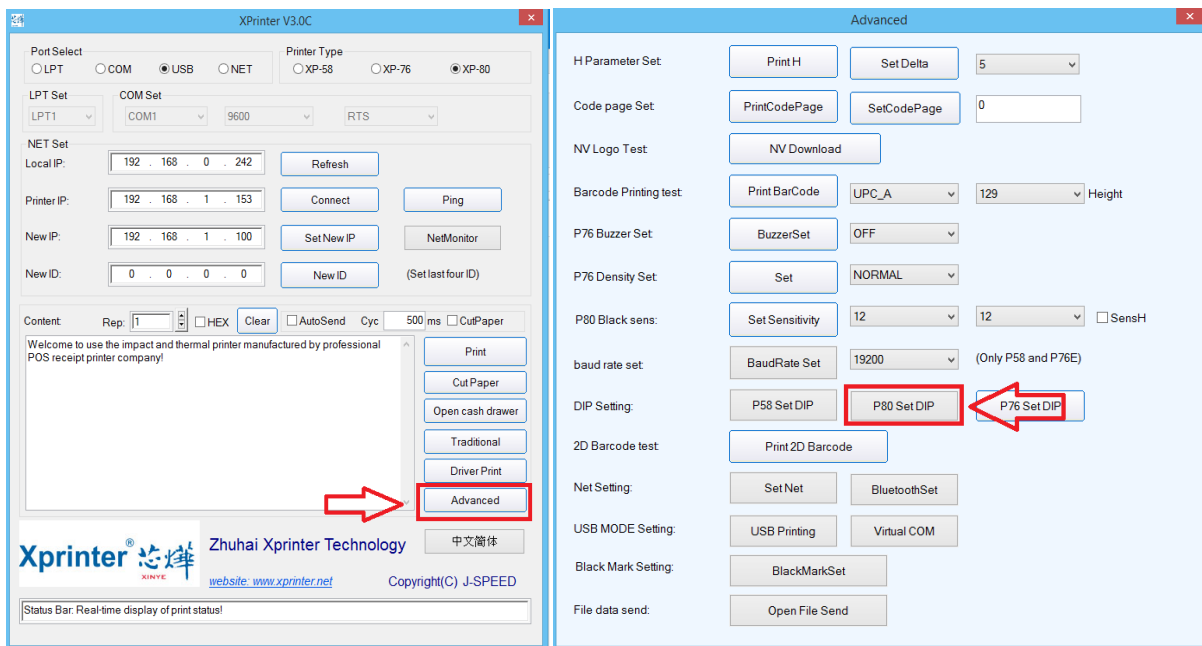 XPrinter V3.0C
Port Select
LPT COM USB NET
Printer Type
XP-58 XP-76 XP-80
LPT Set
LPT1
COM Set
COM1 9600 RTS
NET Set
Local IP: 192 . 168 . 0 . 242 Refresh
Printer IP: 192 . 168 . 1 . 153 Connect Ping
New IP: 192 . 168 . 1 . 100 Set New IP NetMonitor
New ID: 0 . 0 . 0 . 0 New ID (Set last four ID)
Content: Rep: 1 HEX Clear AutoSend Cyc 500 ms CutPaper
Welcome to use the impact and thermal printer manufactured by professional
POS receipt printer company!
Print
Cut Paper
Open cash drawer
Traditional
Driver Print
Advanced
中文简体
Xprinter® 芯烨
XINYE
Zhuhai Xprinter Technology
website: www.xprinter.net Copyright(C) J-SPEED
Status Bar: Real-time display of print status!
Advanced
H Parameter Set: Print H Set Delta 5
Code page Set: PrintCodePage SetCodePage 0
NV Logo Test: NV Download
Barcode Printing test: Print BarCode UPC_A 129 Height
P76 Buzzer Set: BuzzerSet OFF
P76 Density Set: Set NORMAL
P80 Black sens: Set Sensitivity 12 12 SensH
baud rate set: BaudRate Set 19200 (Only P58 and P76E)
DIP Setting: P58 Set DIP P80 Set DIP P76 Set DIP
2D Barcode test: Print 2D Barcode
Net Setting: Set Net BluetoothSet
USB MODE Setting: USB Printing Virtual COM
Black Mark Setting: BlackMarkSet
File data send: Open File Send